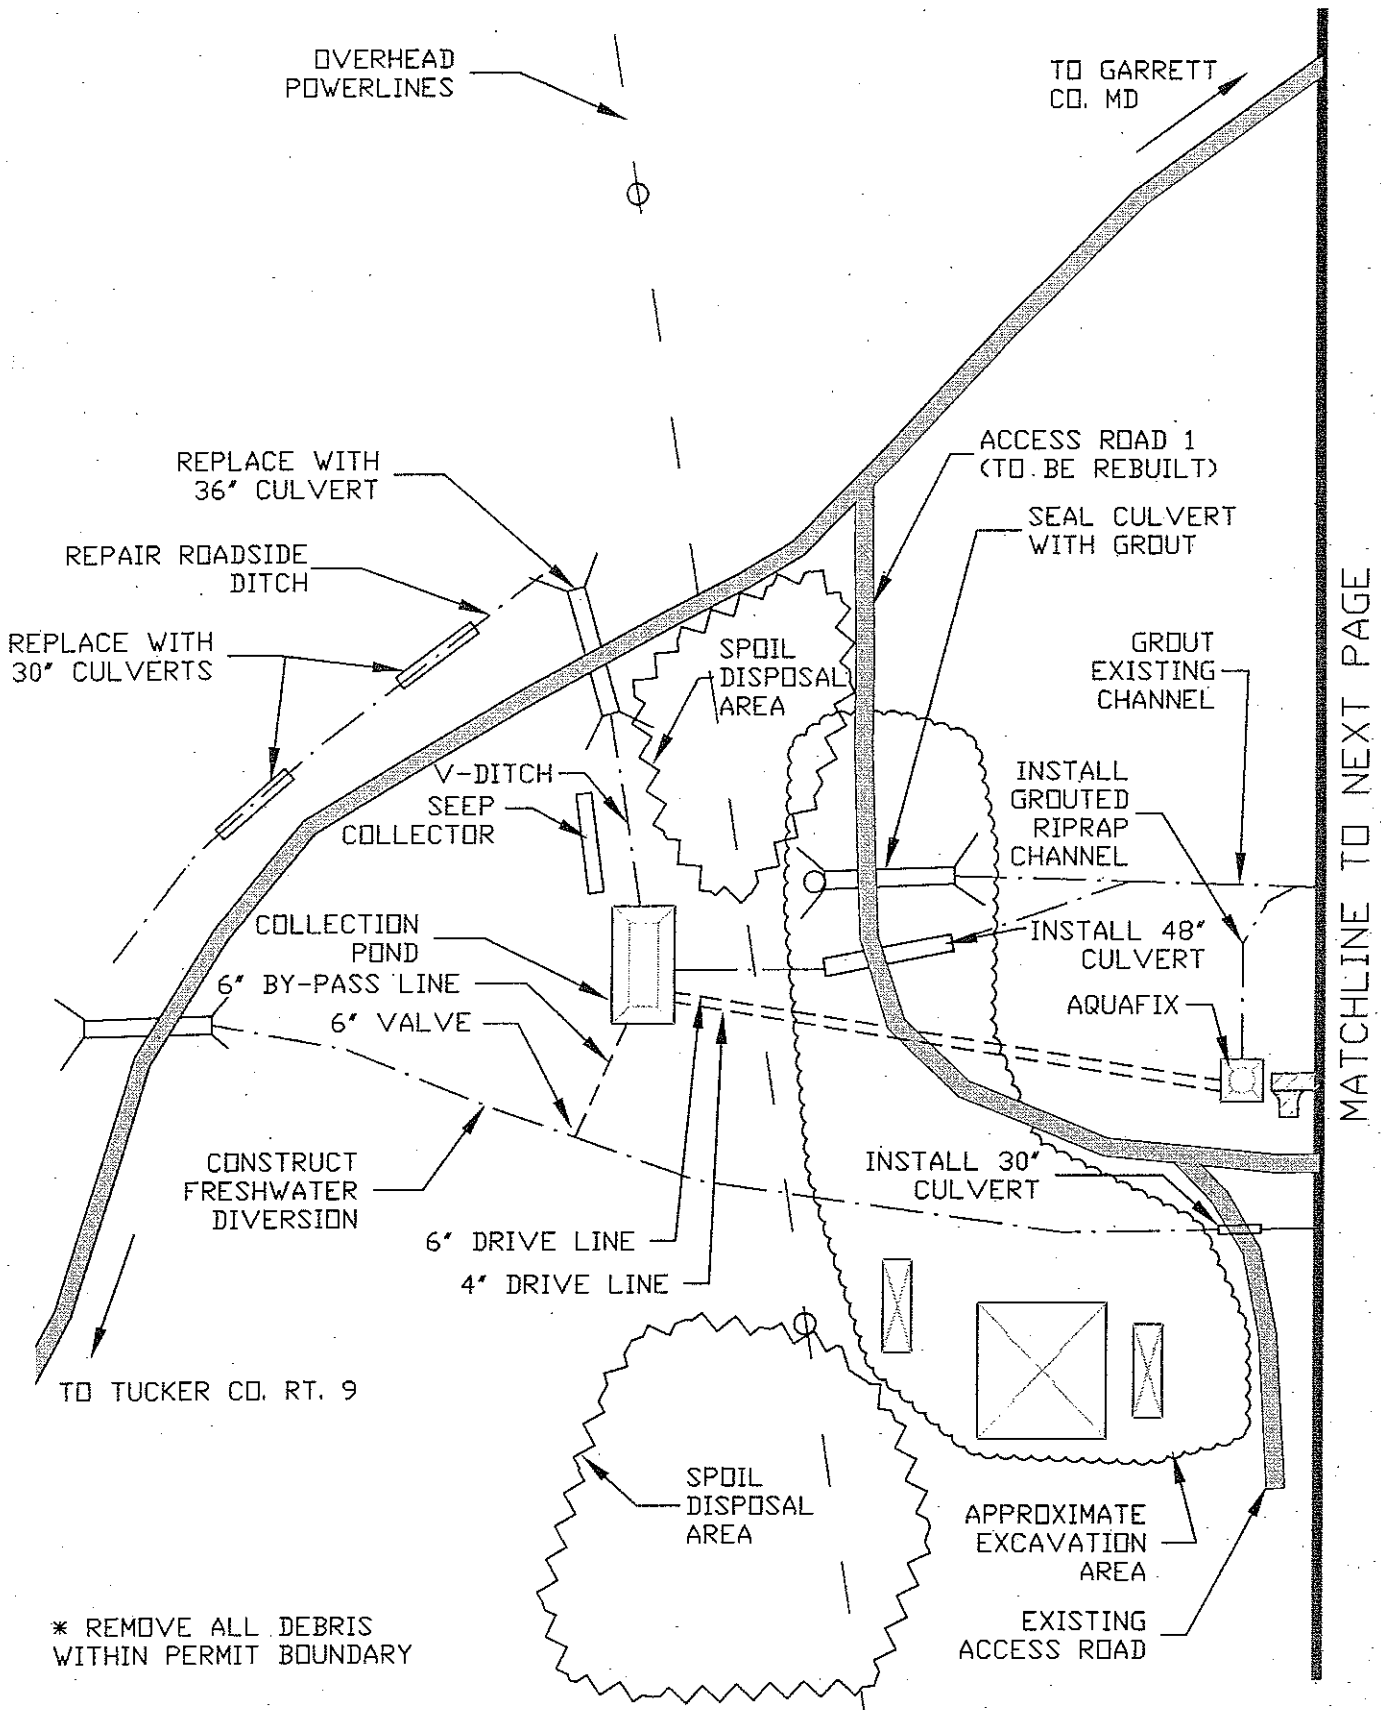 OVERHEAD
POWERLINES
TO GARRETT
CO. MD
REPLACE WITH
36" CULVERT
ACCESS ROAD 1
(TO BE REBUILT)
SEAL CULVERT
WITH GROUT
REPAIR ROADSIDE
DITCH
REPLACE WITH
30" CULVERTS
SPOIL
DISPOSAL
AREA
GROUT
EXISTING
CHANNEL
MATCHLINE TO NEXT PAGE
V-DITCH
SEEP
COLLECTOR
INSTALL
GROUTED
RIPRAP
CHANNEL
COLLECTION
POND
INSTALL 48"
CULVERT
6" BY-PASS LINE
6" VALVE
AQUAFIX
CONSTRUCT
FRESHWATER
DIVERSION
INSTALL 30"
CULVERT
6" DRIVE LINE
4" DRIVE LINE
TO TUCKER CO. RT. 9
SPOIL
DISPOSAL
AREA
APPROXIMATE
EXCAVATION
AREA
EXISTING
ACCESS ROAD
* REMOVE ALL DEBRIS
WITHIN PERMIT BOUNDARY